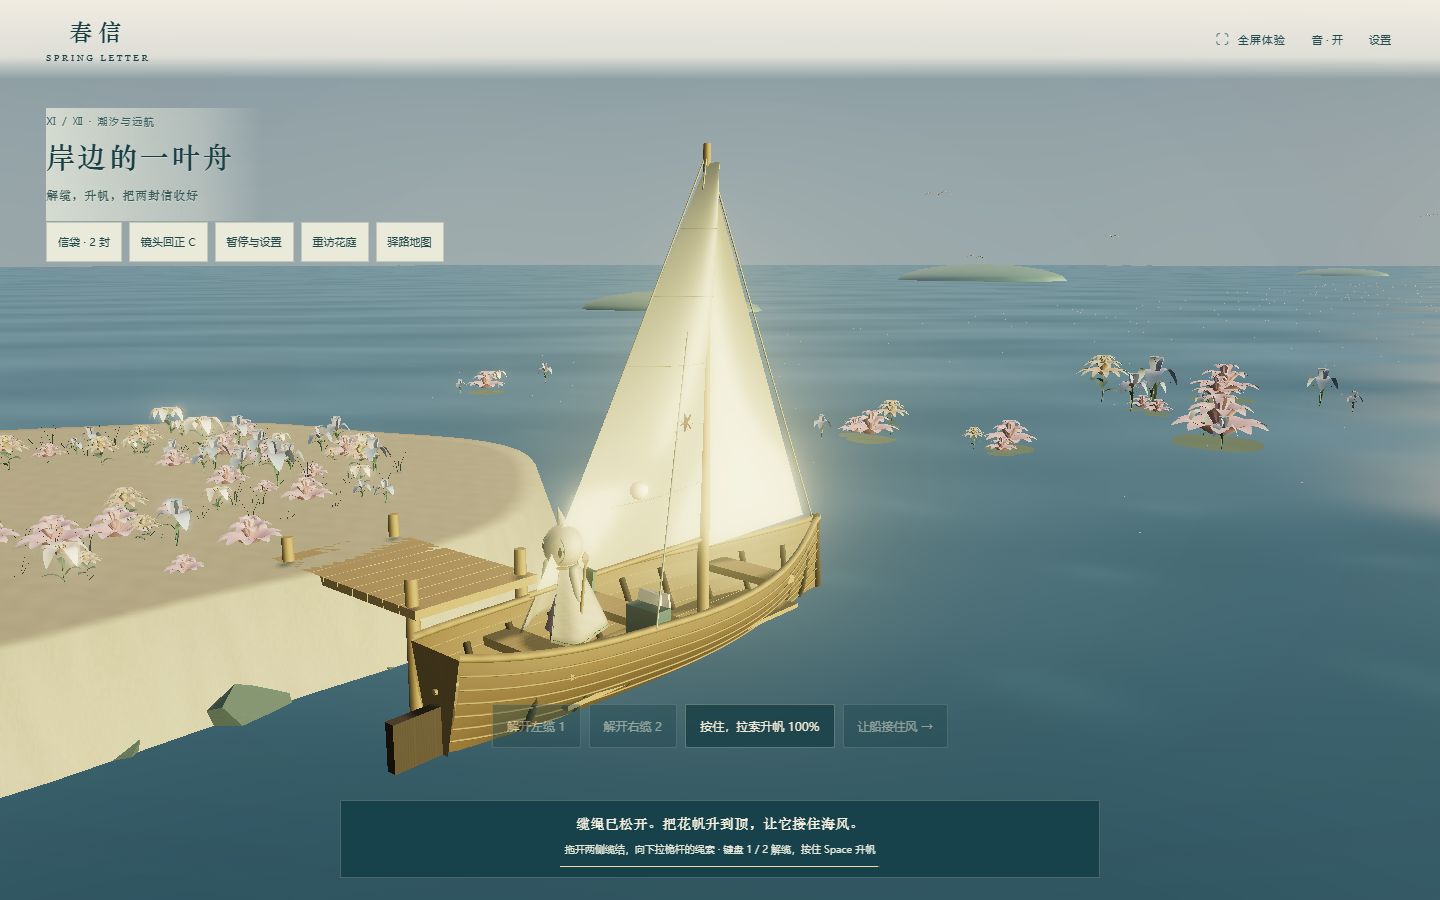 春信
SPRING LETTER
全屏体验
音 · 开
设置
XI / XII · 潮汐与远航
岸边的一叶舟
解缆，升帆，把两封信收好
信袋 · 2 封
镜头回正 C
暂停与设置
重访花庭
驿路地图
解开左缆 1
解开右缆 2
按住，拉索升帆 100%
让船接住风 →
缆绳已松开。把花帆升到顶，让它接住海风。
拖开两侧缆结，向下拉桅杆的绳索 · 键盘 1 / 2 解缆，按住 Space 升帆